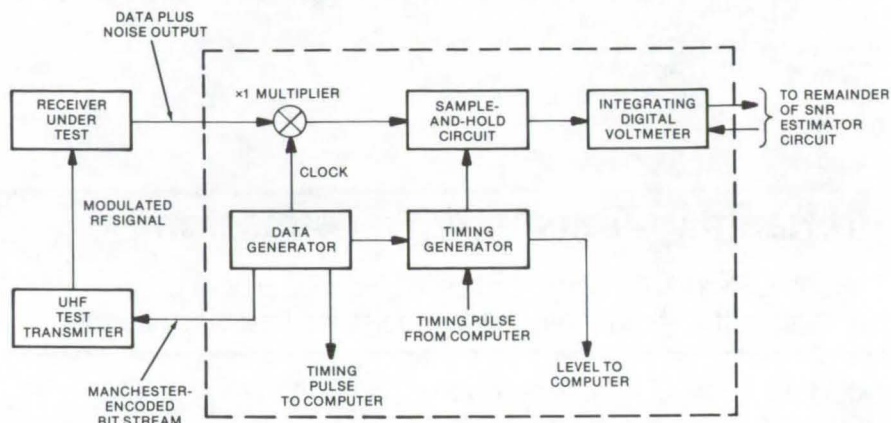 DATA PLUS
NOISE OUTPUT
×1 MULTIPLIER
RECEIVER
UNDER
TEST
SAMPLE-
AND-HOLD
CIRCUIT
INTEGRATING
DIGITAL
VOLTMETER
TO REMAINDER
OF SNR
ESTIMATOR
CIRCUIT
CLOCK
MODULATED
RF SIGNAL
DATA
GENERATOR
TIMING
GENERATOR
UHF
TEST
TRANSMITTER
TIMING PULSE
FROM COMPUTER
TIMING
PULSE
TO COMPUTER
LEVEL TO
COMPUTER
MANCHESTER-
ENCODED
BIT STREAM